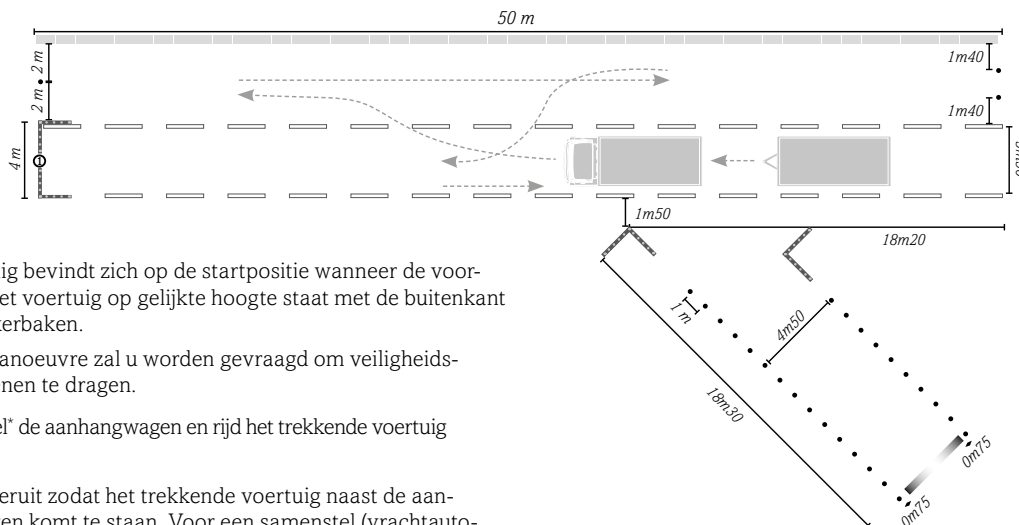 50 m
2 m
2 m
4 m
1
1m40
1m40
1m50
18m20
ig bevindt zich op de startpositie wanneer de voor-
et voertuig op gelijkte hoogte staat met de buitenkant
kerbaken.
anoeuvre zal u worden gevraagd om veiligheids-
enen te dragen.
el* de aanhangwagen en rijd het trekkende voertuig
eruit zodat het trekkende voertuig naast de aan-
en komt te staan. Voor een samenstel (vrachtauto-
1 m
4m50
18m30
0m75
0m75